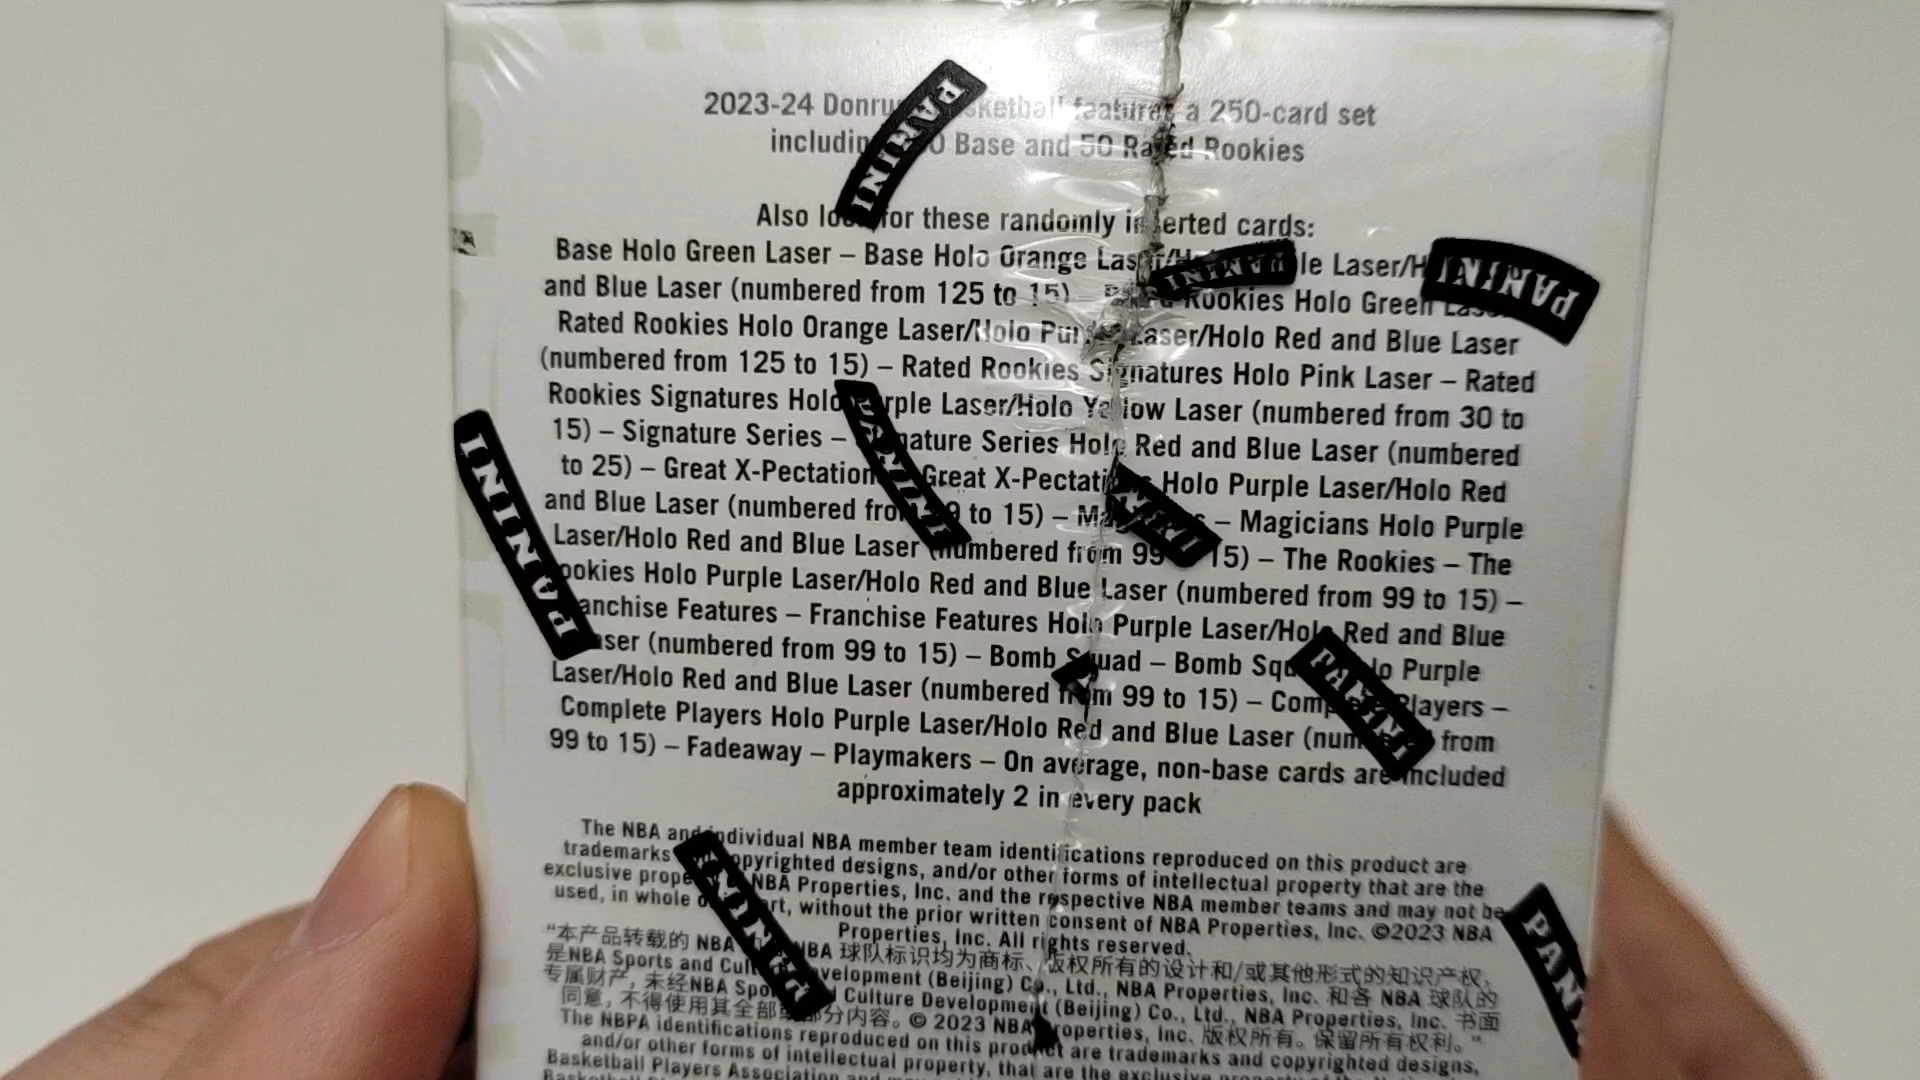 2023-24 Donruss Basketball features a 250-card set
including Base and 50 Rated Rookies
Also look for these randomly inserted cards:
Base Holo Green Laser – Base Holo Orange Laser/Holo Purple Laser/Holo
and Blue Laser (numbered from 125 to 15) – Rated Rookies Holo Green Laser
Rated Rookies Holo Orange Laser/Holo Purple Laser/Holo Red and Blue Laser
(numbered from 125 to 15) – Rated Rookies Signatures Holo Pink Laser – Rated
Rookies Signatures Holo Purple Laser/Holo Yellow Laser (numbered from 30 to
15) – Signature Series – Signature Series Holo Red and Blue Laser (numbered
to 25) – Great X-Pectations Great X-Pectations Holo Purple Laser/Holo Red
and Blue Laser (numbered from 99 to 15) – Magicians – Magicians Holo Purple
Laser/Holo Red and Blue Laser (numbered from 99 to 15) – The Rookies – The
Rookies Holo Purple Laser/Holo Red and Blue Laser (numbered from 99 to 15) –
Franchise Features – Franchise Features Holo Purple Laser/Holo Red and Blue
Laser (numbered from 99 to 15) – Bomb Squad – Bomb Squad Holo Purple
Laser/Holo Red and Blue Laser (numbered from 99 to 15) – Complete Players –
Complete Players Holo Purple Laser/Holo Red and Blue Laser (numbered from
99 to 15) – Fadeaway – Playmakers – On average, non-base cards are included
approximately 2 in every pack
The NBA and individual NBA member team identifications reproduced on this product are
trademarks and copyrighted designs, and/or other forms of intellectual property that are the
exclusive property of NBA Properties, Inc. and the respective NBA member teams and may not be
used, in whole or in part, without the prior written consent of NBA Properties, Inc. ©2023 NBA
Properties, Inc. All rights reserved.
"本产品转载的 NBA NBA 球队标识均为商标、版权所有的设计和/或其他形式的知识产权,
是NBA Sports and Culture Development (Beijing) Co., Ltd., NBA Properties, Inc. 和各 NBA 球队的
专属财产, 未经NBA Sports Culture Development (Beijing) Co., Ltd., NBA Properties, Inc. 书面
同意, 不得使用其全部或部分内容。© 2023 NBA Properties, Inc. 版权所有。保留所有权利。"
The NBPA identifications reproduced on this product are trademarks and copyrighted designs,
and/or other forms of intellectual property, that are the exclusive property of the
Basketball Players Association and
PANINI
PANINI
PANINI
PANINI
PANINI
PANINI
PANINI
PANINI